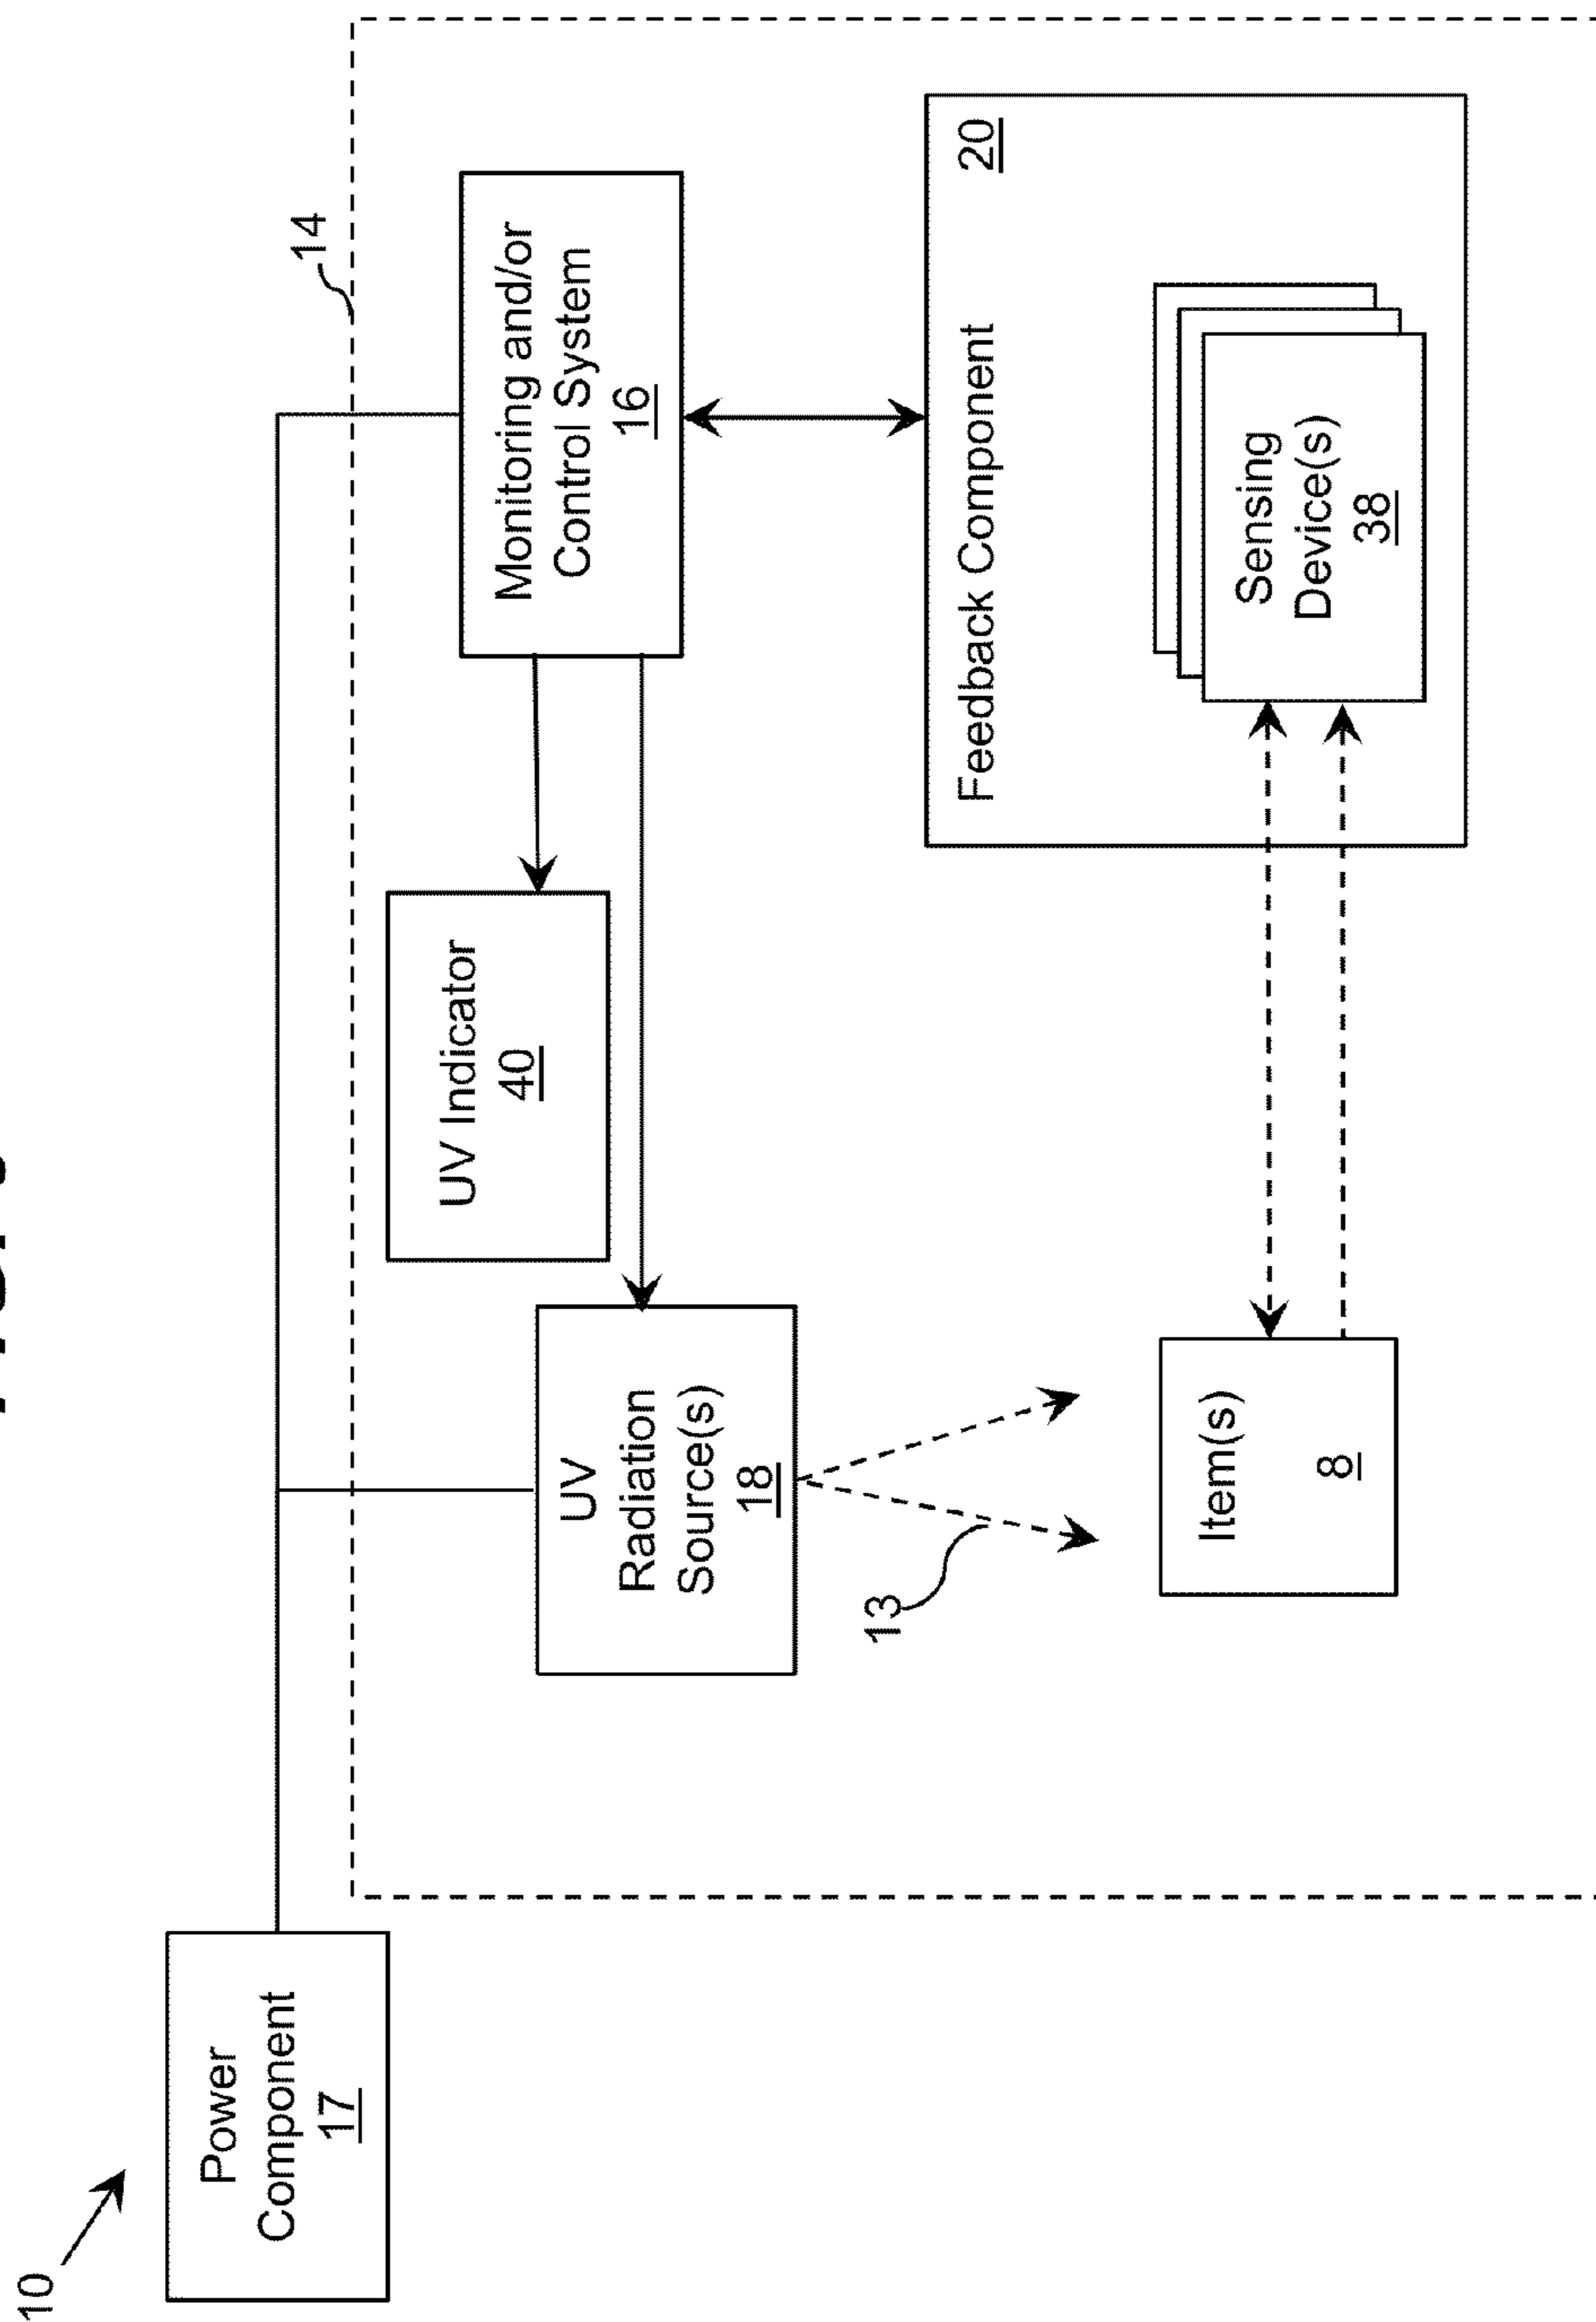 10
Power
Component
17
14
UV Indicator
40
Monitoring and/or
Control System
16
UV
Radiation
Source(s)
18
13
Feedback Component
20
Item(s)
8
Sensing
Device(s)
38